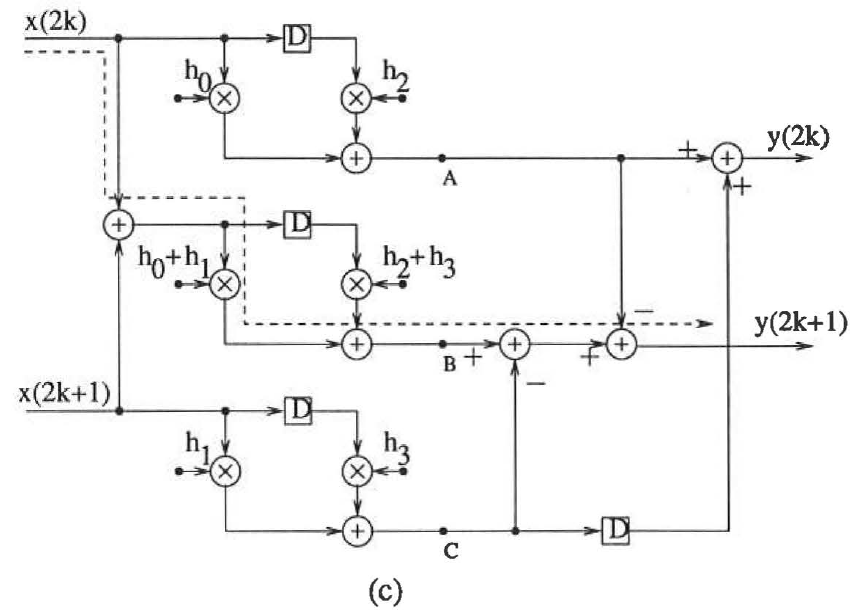 x(2k)
D
h0
h2
A
y(2k)
+
+
D
h0+h1
h2+h3
−
y(2k+1)
B
+
+
−
x(2k+1)
D
h1
h3
C
D
(c)